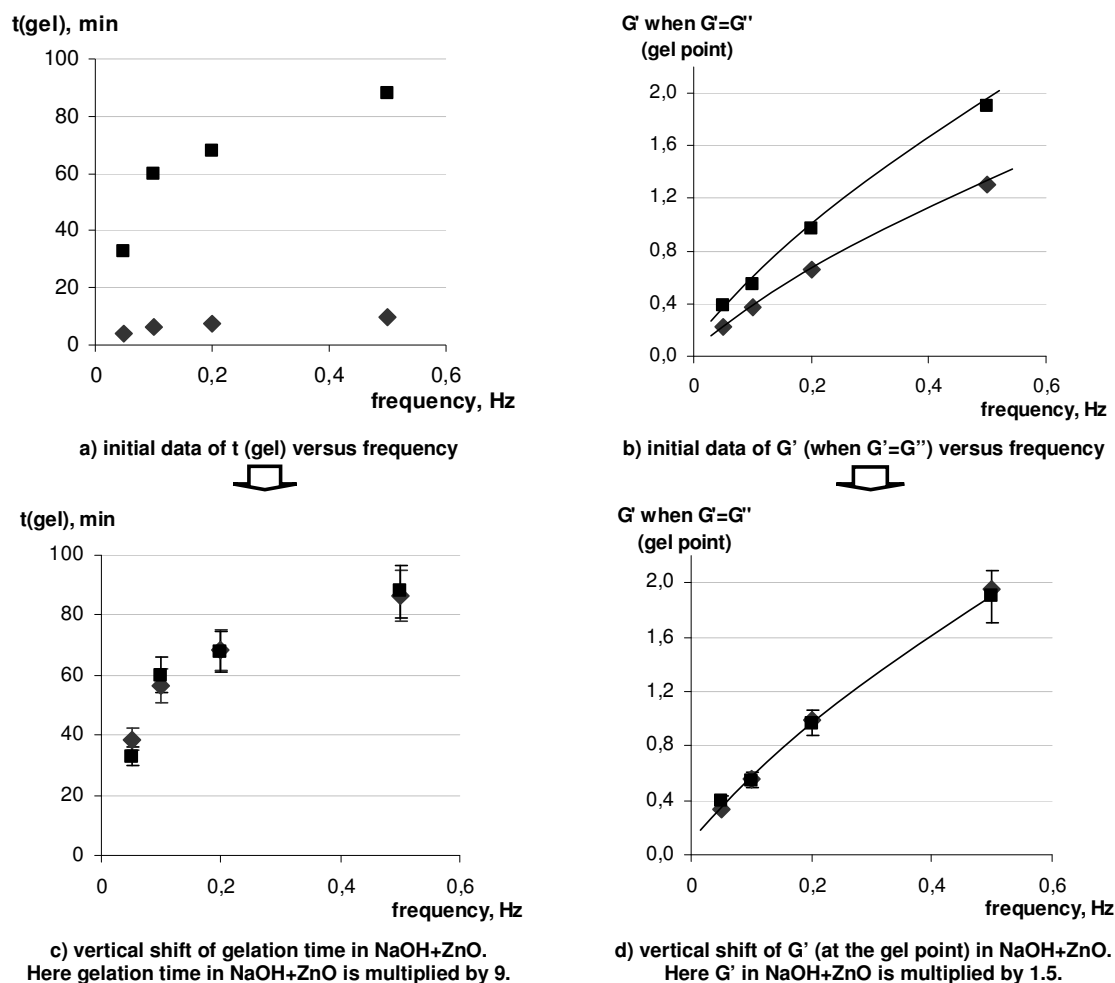 t(gel), min
100
80
60
40
20
0
0
0,2
0,4
0,6
frequency, Hz
a) initial data of t (gel) versus frequency
G' when G'=G''
(gel point)
2,0
1,6
1,2
0,8
0,4
0,0
0
0,2
0,4
0,6
frequency, Hz
b) initial data of G’ (when G’=G’’) versus frequency
t(gel), min
100
80
60
40
20
0
0
0,2
0,4
0,6
frequency, Hz
c) vertical shift of gelation time in NaOH+ZnO.
Here gelation time in NaOH+ZnO is multiplied by 9.
G' when G'=G''
(gel point)
2,0
1,6
1,2
0,8
0,4
0,0
0
0,2
0,4
0,6
frequency, Hz
d) vertical shift of G’ (at the gel point) in NaOH+ZnO.
Here G’ in NaOH+ZnO is multiplied by 1.5.